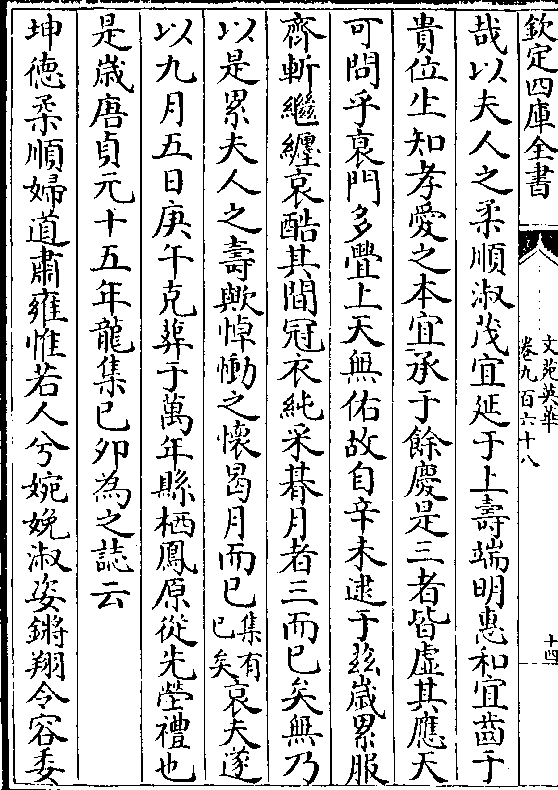 欽定四庫全書
文苑英華
卷九百六十八
十四
哉以夫人之柔順淑茂宜延于上壽端明惠和宜齒于
貴位生知孝愛之本宜承于餘慶是三者皆虛其應天
可問乎哀門多舋上天無佑故自辛未逮于兹歲累服
齊斬繼纏哀酷其間冠衣純采朞月者三而已矣無乃
以是累夫人之壽歟悼慟之懷曷月而已集有已矣哀夫遂
以九月五日庚午克葬于萬年縣栖鳳原從先塋禮也
是歲唐貞元十五年龍集已卯為之誌云
坤德柔順婦道肅雍惟若人兮婉娩淑姿鏘翔令容委